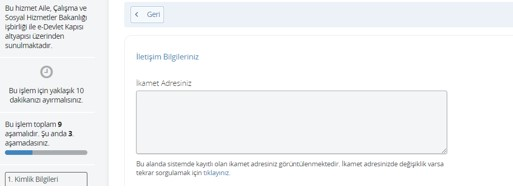 Bu hizmet Aile, Çalışma ve
Sosyal Hizmetler Bakanlığı
işbirliği ile e-Devlet Kapısı
altyapısı üzerinden
sunulmaktadır.
Bu işlem için yaklaşık 10
dakikanızı ayırmalısınız.
Bu işlem toplam 9
aşamalıdır. Şu anda 3.
aşamadasınız.
1. Kimlik Bilgileri
Geri
İletişim Bilgileriniz
İkamet Adresiniz
Bu alanda sistemde kayıtlı olan ikamet adresiniz görüntülenmektedir. İkamet adresinizde değişiklik varsa
tekrar sorgulamak için tıklayınız.